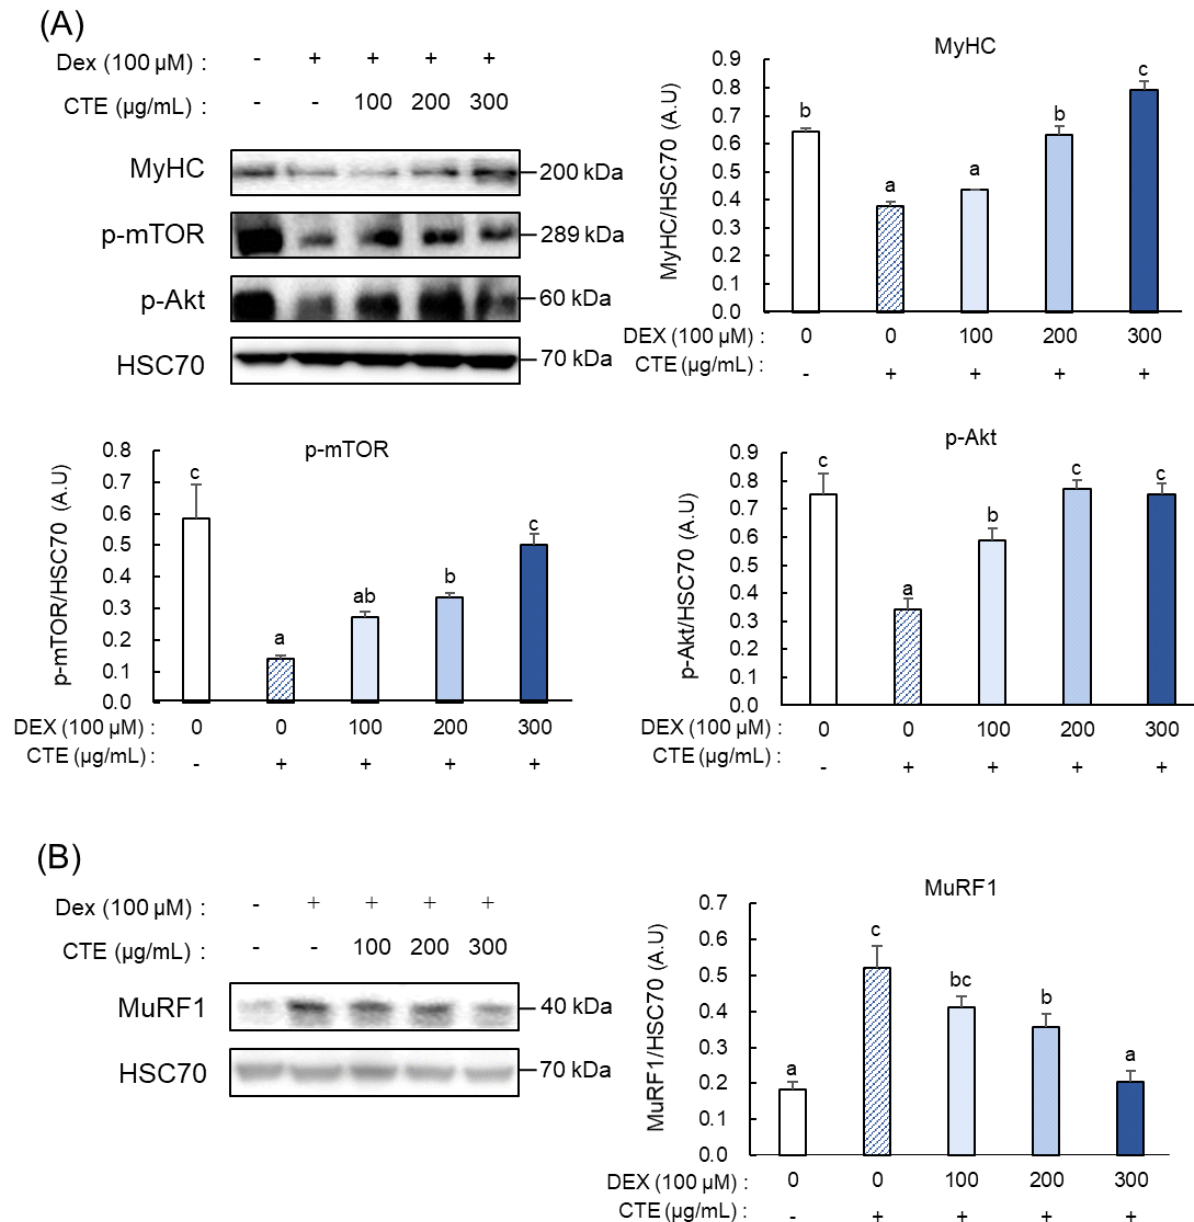 (A)
Dex (100 µM) : - + + + +
CTE (µg/mL) : - - 100 200 300
MyHC 200 kDa
p-mTOR 289 kDa
p-Akt 60 kDa
HSC70 70 kDa
MyHC
MyHC/HSC70 (A.U)
0.9
0.8
0.7
0.6
0.5
0.4
0.3
0.2
0.1
0.0
b a a b c
DEX (100 µM) : 0 0 100 200 300
CTE (µg/mL) : - + + + +
p-mTOR
p-mTOR/HSC70 (A.U)
0.8
0.7
0.6
0.5
0.4
0.3
0.2
0.1
0.0
c a ab b c
DEX (100 µM) : 0 0 100 200 300
CTE (µg/mL) : - + + + +
p-Akt
p-Akt/HSC70 (A.U)
0.9
0.8
0.7
0.6
0.5
0.4
0.3
0.2
0.1
0.0
c a b c c
DEX (100 µM) : 0 0 100 200 300
CTE (µg/mL) : - + + + +
(B)
Dex (100 µM) : - + + + +
CTE (µg/mL) : - - 100 200 300
MuRF1 40 kDa
HSC70 70 kDa
MuRF1
MuRF1/HSC70 (A.U)
0.7
0.6
0.5
0.4
0.3
0.2
0.1
0.0
a c bc b a
DEX (100 µM) : 0 0 100 200 300
CTE (µg/mL) : - + + + +